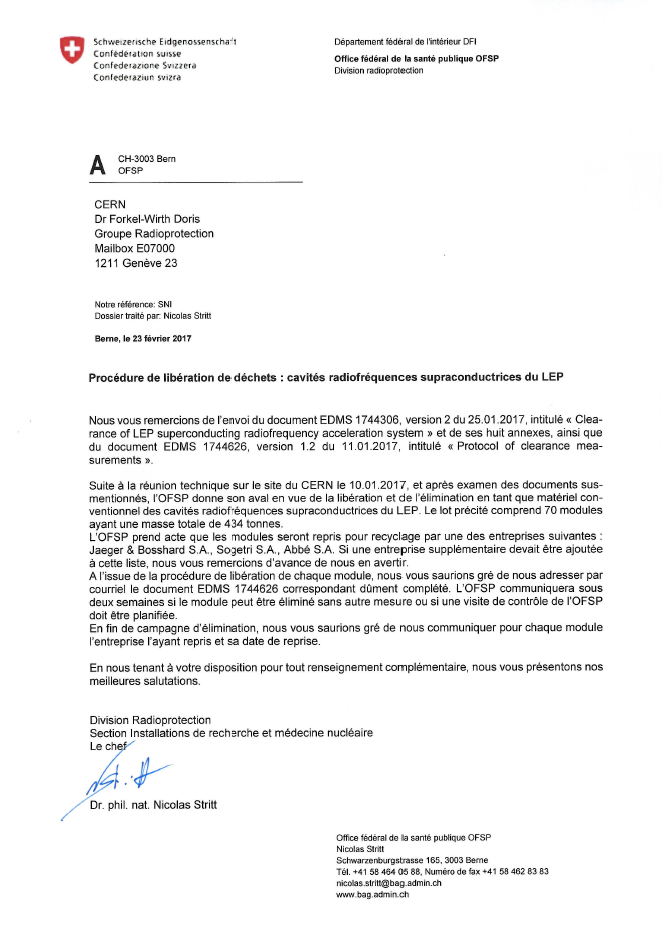 Schweizerische Eidgenossenschaft
Confédération suisse
Confederazione Svizzera
Confederaziun svizra
Département fédéral de l'intérieur DFI
Office fédéral de la santé publique OFSP
Division radioprotection
A CH-3003 Bern
OFSP
CERN
Dr Forkel-Wirth Doris
Groupe Radioprotection
Mailbox E07000
1211 Genève 23
Notre référence: SNI
Dossier traité par: Nicolas Stritt
Berne, le 23 février 2017
Procédure de libération de déchets : cavités radiofréquences supraconductrices du LEP
Nous vous remercions de l'envoi du document EDMS 1744306, version 2 du 25.01.2017, intitulé « Clea-
rance of LEP superconducting radiofrequency acceleration system » et de ses huit annexes, ainsi que
du document EDMS 1744626, version 1.2 du 11.01.2017, intitulé « Protocol of clearance mea-
surements ».
Suite à la réunion technique sur le site du CERN le 10.01.2017, et après examen des documents sus-
mentionnés, l'OFSP donne son aval en vue de la libération et de l'élimination en tant que matériel con-
ventionnel des cavités radiofréquences supraconductrices du LEP. Le lot précité comprend 70 modules
ayant une masse totale de 434 tonnes.
L'OFSP prend acte que les modules seront repris pour recyclage par une des entreprises suivantes :
Jaeger & Bosshard S.A., Sogetri S.A., Abbé S.A. Si une entreprise supplémentaire devait être ajoutée
à cette liste, nous vous remercions d'avance de nous en avertir.
A l'issue de la procédure de libération de chaque module, nous vous saurions gré de nous adresser par
courriel le document EDMS 1744626 correspondant dûment complété. L'OFSP communiquera sous
deux semaines si le module peut être éliminé sans autre mesure ou si une visite de contrôle de l'OFSP
doit être planifiée.
En fin de campagne d'élimination, nous vous saurions gré de nous communiquer pour chaque module
l'entreprise l'ayant repris et sa date de reprise.
En nous tenant à votre disposition pour tout renseignement complémentaire, nous vous présentons nos
meilleures salutations.
Division Radioprotection
Section Installations de recherche et médecine nucléaire
Le chef
Dr. phil. nat. Nicolas Stritt
Office fédéral de la santé publique OFSP
Nicolas Stritt
Schwarzenburgstrasse 165, 3003 Berne
Tél. +41 58 464 05 88, Numéro de fax +41 58 462 83 83
nicolas.stritt@bag.admin.ch
www.bag.admin.ch